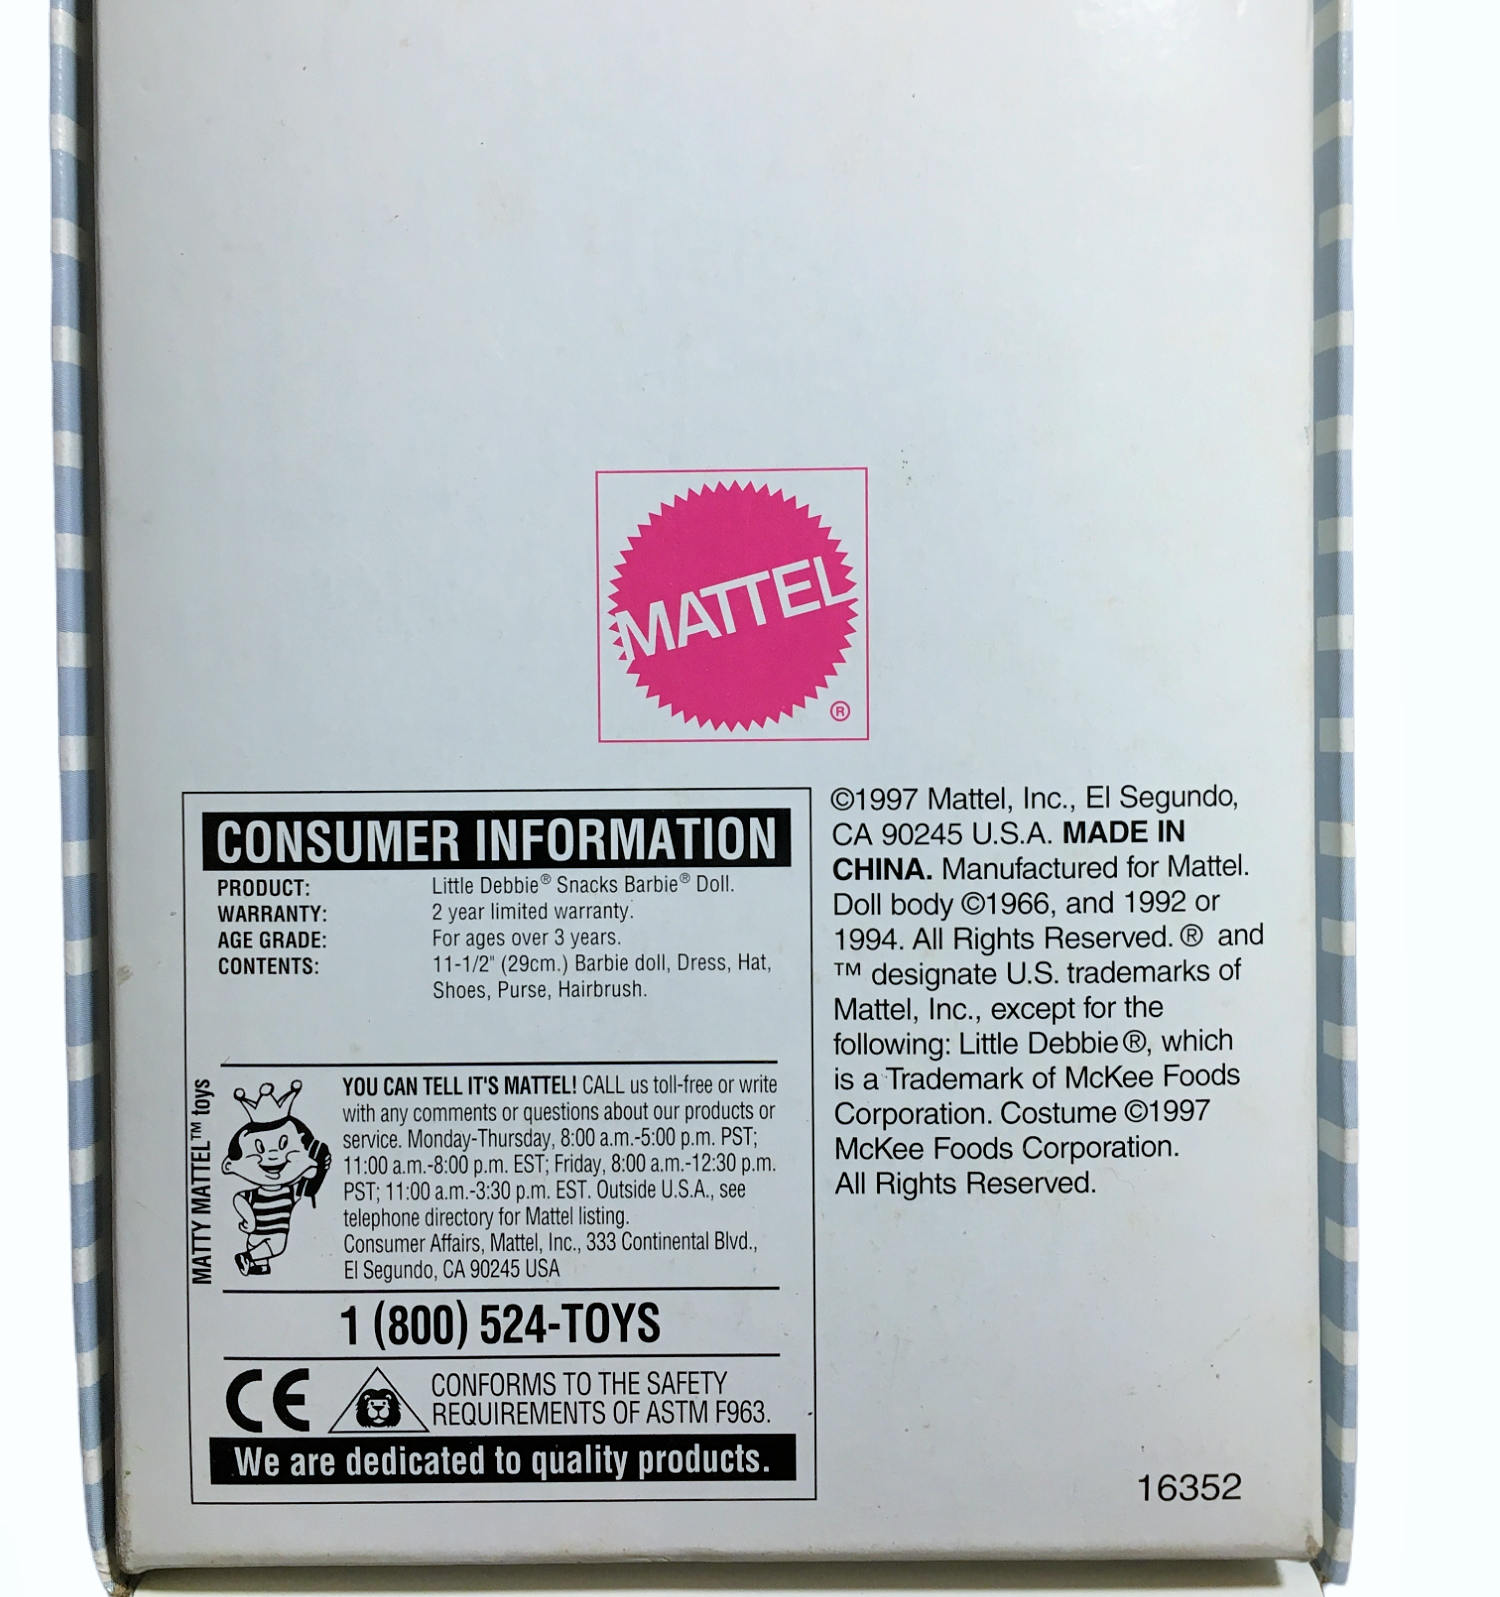 MATTEL
®
CONSUMER INFORMATION
PRODUCT: Little Debbie® Snacks Barbie® Doll.
WARRANTY: 2 year limited warranty.
AGE GRADE: For ages over 3 years.
CONTENTS: 11-1/2" (29cm.) Barbie doll, Dress, Hat,
Shoes, Purse, Hairbrush.
MATTY MATTEL™ toys
YOU CAN TELL IT'S MATTEL! CALL us toll-free or write
with any comments or questions about our products or
service. Monday-Thursday, 8:00 a.m.-5:00 p.m. PST;
11:00 a.m.-8:00 p.m. EST; Friday, 8:00 a.m.-12:30 p.m.
PST; 11:00 a.m.-3:30 p.m. EST. Outside U.S.A., see
telephone directory for Mattel listing.
Consumer Affairs, Mattel, Inc., 333 Continental Blvd.,
El Segundo, CA 90245 USA
1 (800) 524-TOYS
CE
CONFORMS TO THE SAFETY
REQUIREMENTS OF ASTM F963.
We are dedicated to quality products.
©1997 Mattel, Inc., El Segundo,
CA 90245 U.S.A. MADE IN
CHINA. Manufactured for Mattel.
Doll body ©1966, and 1992 or
1994. All Rights Reserved. ® and
™ designate U.S. trademarks of
Mattel, Inc., except for the
following: Little Debbie®, which
is a Trademark of McKee Foods
Corporation. Costume ©1997
McKee Foods Corporation.
All Rights Reserved.
16352